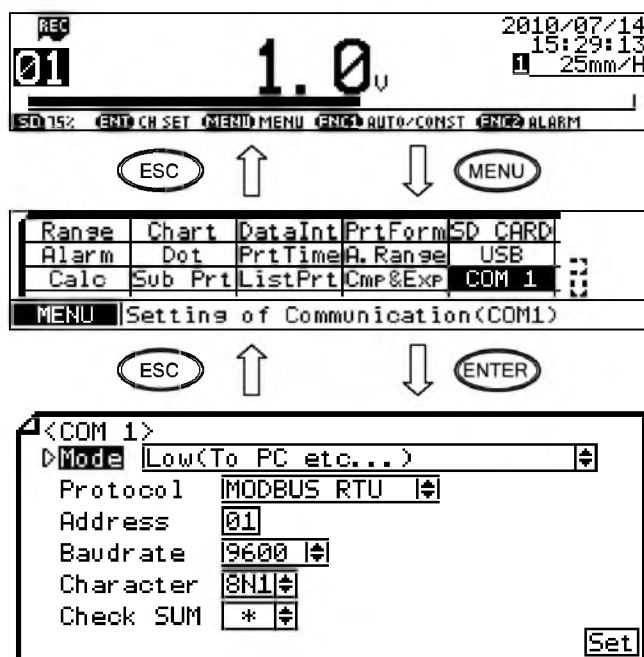 REC
2010/07/14
15:29:13
01 1.0V
1 25mm/H
SD 75% ENT CH SET MENU MENU FNC1 AUTO/CONST FNC2 ALARM
ESC MENU
Range Chart DataInt PrtForm SD CARD
Alarm Dot PrtTime A.Range USB
Calc Sub Prt ListPrt Cmp&Exp COM 1
MENU Setting of Communication(COM1)
ESC ENTER
<COM 1>
Mode Low(To PC etc...)
Protocol MODBUS RTU
Address 01
Baudrate 9600
Character 8N1
Check SUM *
Set